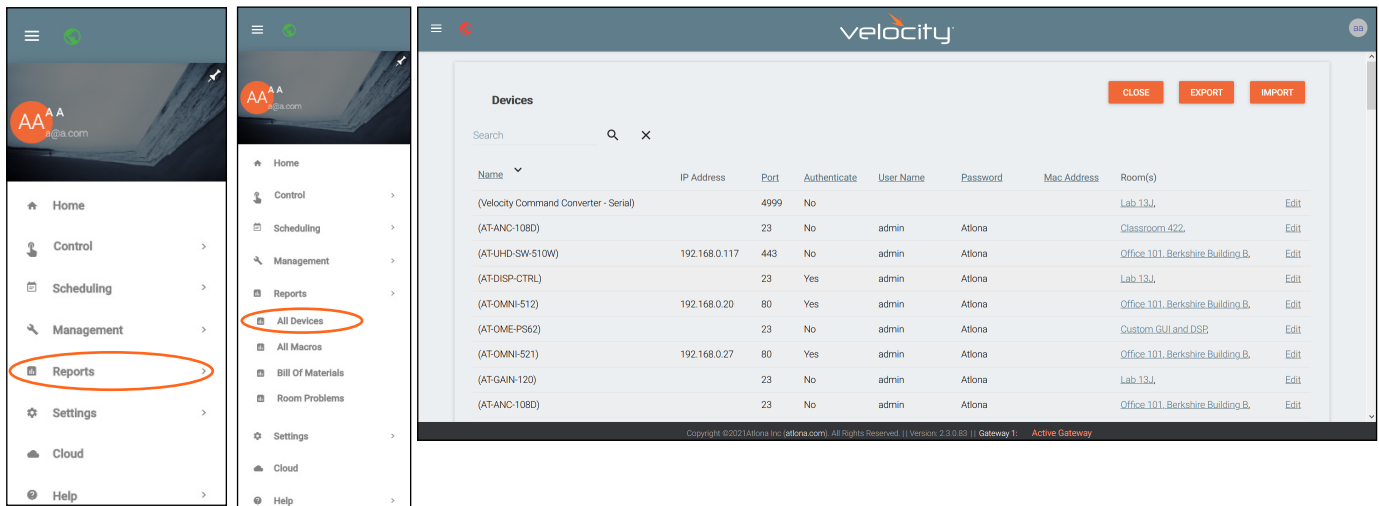 AA
A A
a@a.com
Home
Control
Scheduling
Management
Reports
Settings
Cloud
Help
AA
A A
a@a.com
Home
Control
Scheduling
Management
Reports
All Devices
All Macros
Bill Of Materials
Room Problems
Settings
Cloud
Help
velocity
aa
Devices
CLOSE EXPORT IMPORT
Search
Name IP Address Port Authenticate User Name Password Mac Address Room(s)
(Velocity Command Converter - Serial) 4999 No Lab 13J, Edit
(AT-ANC-108D) 23 No admin Atlona Classroom 422, Edit
(AT-UHD-SW-510W) 192.168.0.117 443 No admin Atlona Office 101, Berkshire Building B, Edit
(AT-DISP-CTRL) 23 Yes admin Atlona Lab 13J, Edit
(AT-OMNI-512) 192.168.0.20 80 Yes admin Atlona Office 101, Berkshire Building B, Edit
(AT-OME-PS62) 23 No admin Atlona Custom GUI and DSP, Edit
(AT-OMNI-521) 192.168.0.27 80 Yes admin Atlona Office 101, Berkshire Building B, Edit
(AT-GAIN-120) 23 No admin Atlona Lab 13J, Edit
(AT-ANC-108D) 23 No admin Atlona Office 101, Berkshire Building B, Edit
Copyright ©2021Atlona Inc (atlona.com). All Rights Reserved. || Version: 2.3.0.83 || Gateway 1: Active Gateway